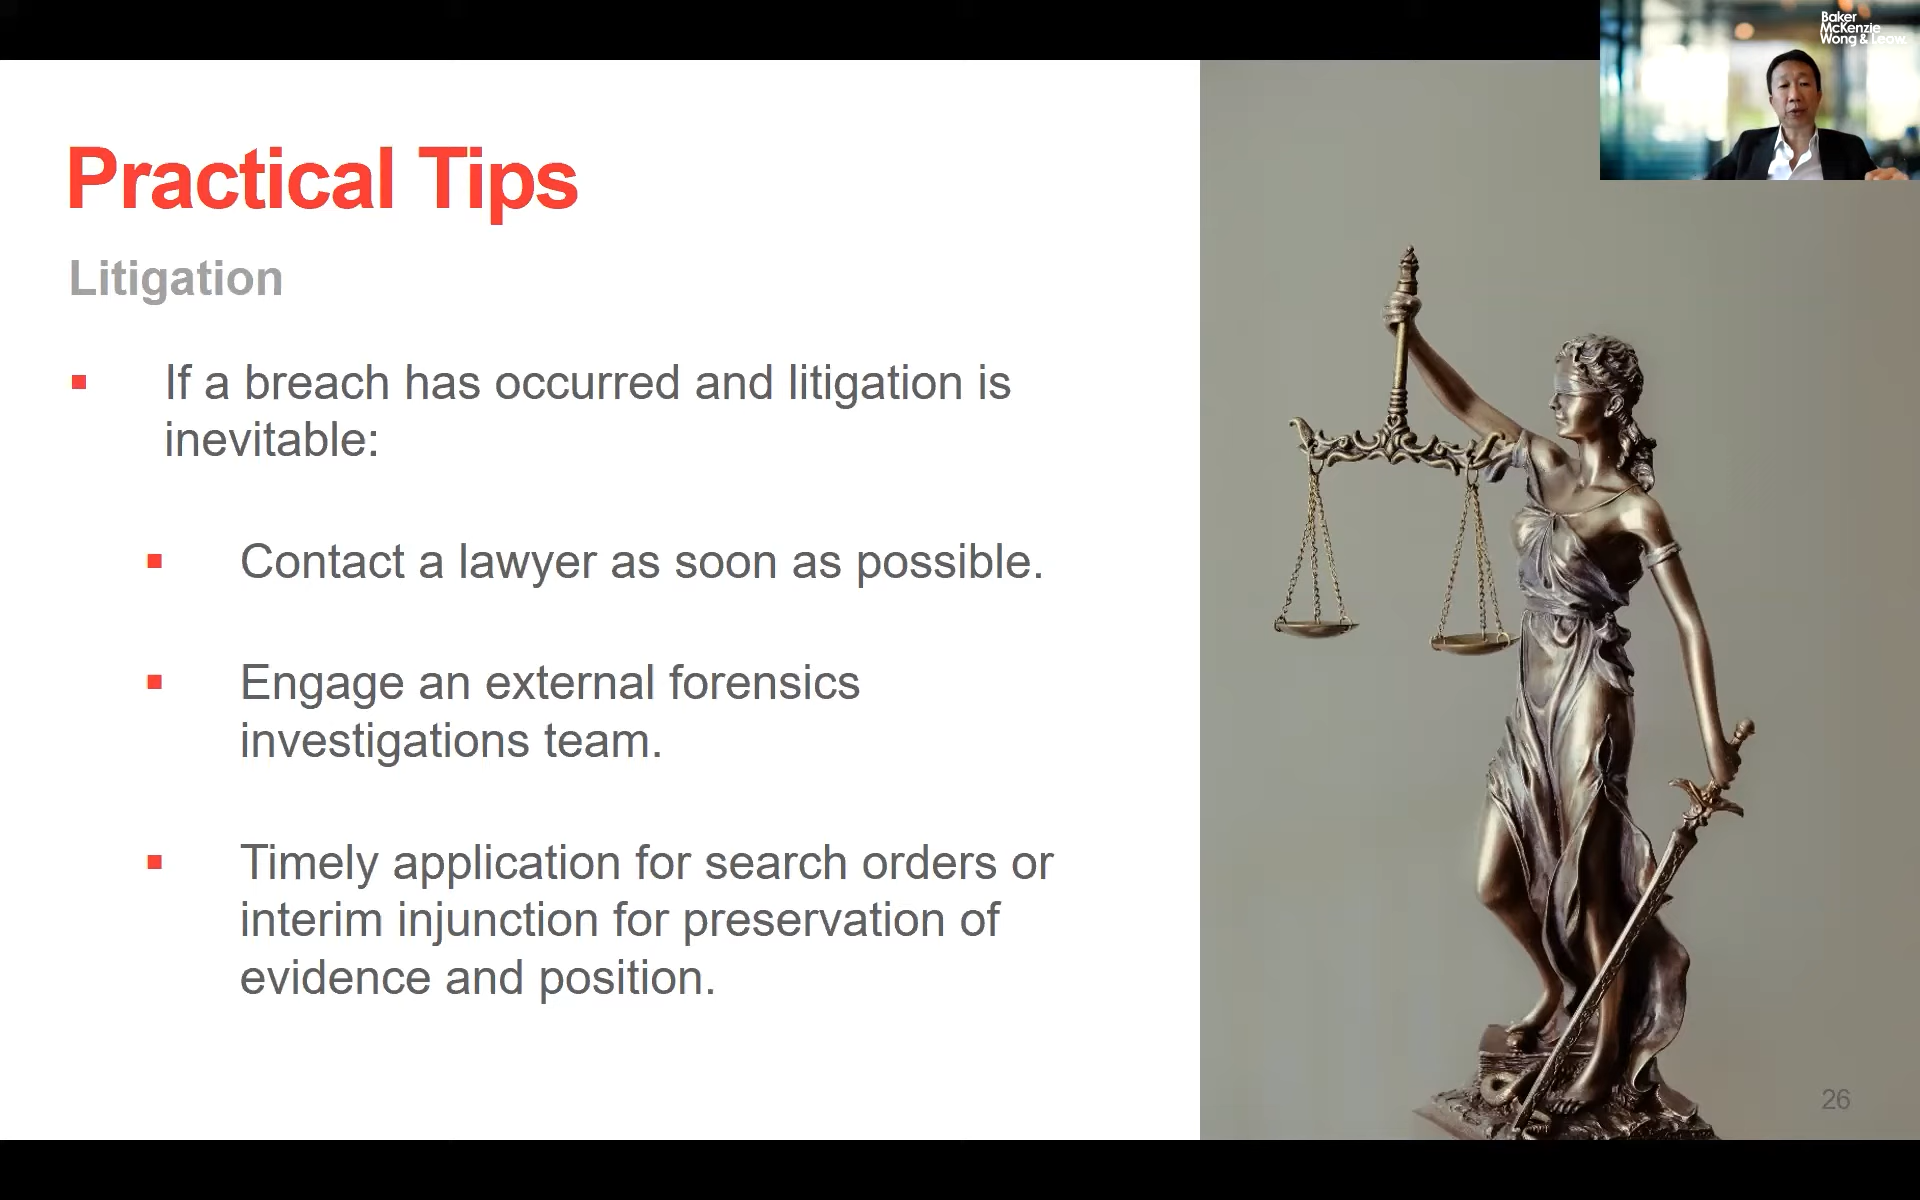 Baker
McKenzie
Wong & Leow
Practical Tips
Litigation
▪ If a breach has occurred and litigation is
inevitable:
▪ Contact a lawyer as soon as possible.
▪ Engage an external forensics
investigations team.
▪ Timely application for search orders or
interim injunction for preservation of
evidence and position.
26